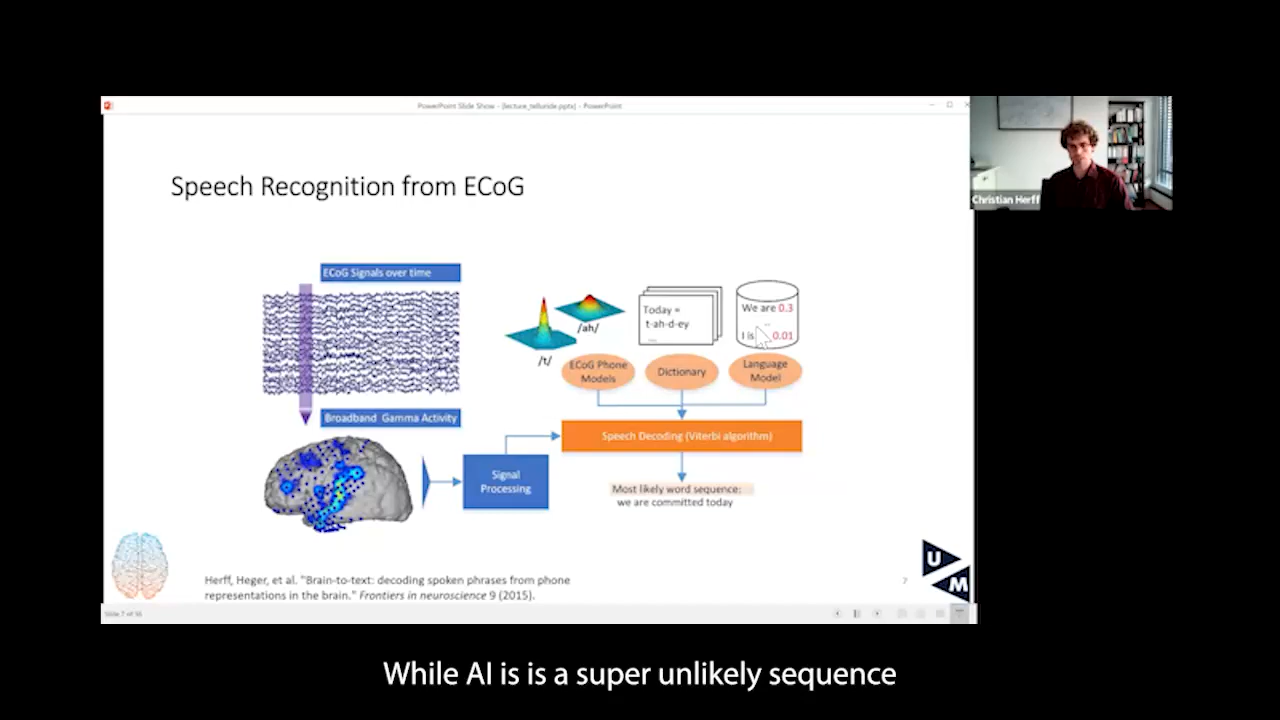 PowerPoint Slide Show - [lecture_telluride.pptx] - PowerPoint
Christian Herff
Speech Recognition from ECoG
ECoG Signals over time
/t/
/ah/
Today =
t-ah-d-ey
We are 0.3
...
I is 0.01
ECoG Phone
Models
Dictionary
Language
Model
Broadband Gamma Activity
Speech Decoding (Viterbi algorithm)
Signal
Processing
Most likely word sequence:
we are committed today
Herff, Heger, et al. "Brain-to-text: decoding spoken phrases from phone
representations in the brain." Frontiers in neuroscience 9 (2015).
7
U
M
While AI is is a super unlikely sequence